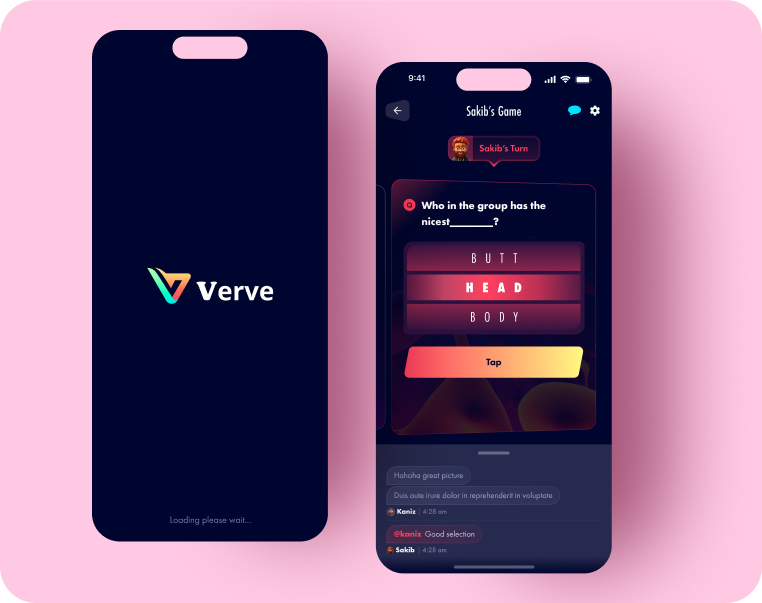 Verve
Loading please wait...
9:41
Sakib's Game
Sakib's Turn
Q
Who in the group has the
nicest________?
BUTT
HEAD
BODY
Tap
Hahaha great picture
Duis aute irure dolor in reprehenderit in voluptate
Kaniz | 4:28 am
@kaniz Good selection
Sakib | 4:28 am